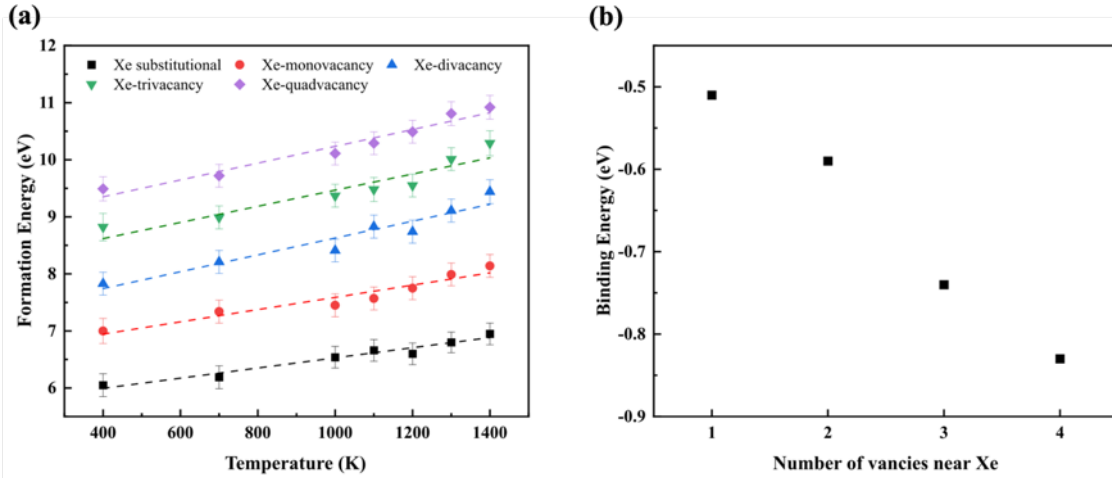 (a)
12
11
10
9
8
7
6
Formation Energy (eV)
Xe substitutional Xe-monovacancy Xe-divacancy
Xe-trivacancy Xe-quadvacancy
400 600 800 1000 1200 1400
Temperature (K)
(b)
-0.5
-0.6
-0.7
-0.8
-0.9
Binding Energy (eV)
1 2 3 4
Number of vancies near Xe